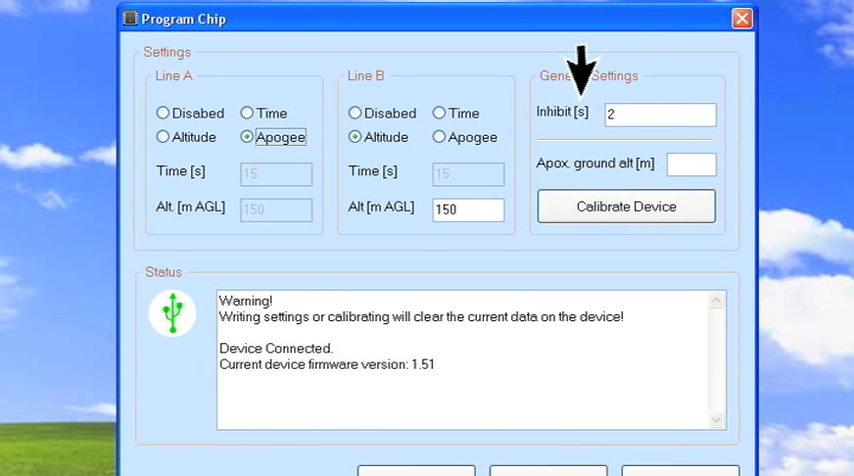 Program Chip
Settings
Line A
Disabed
Time
Altitude
Apogee
Time [s]
15
Alt. [m AGL]
150
Line B
Disabed
Time
Altitude
Apogee
Time [s]
15
Alt [m AGL]
150
Settings
Inhibit [s]
2
Apox. ground alt [m]
Calibrate Device
Status
Warning!
Writing settings or calibrating will clear the current data on the device!
Device Connected.
Current device firmware version: 1.51